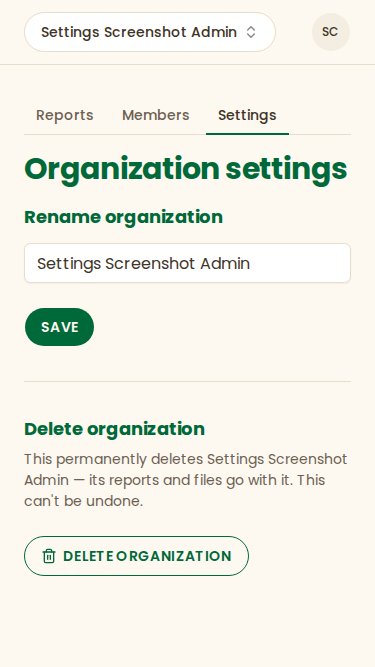 Settings Screenshot Admin
SC
Reports
Members
Settings
Organization settings
Rename organization
Settings Screenshot Admin
SAVE
Delete organization
This permanently deletes Settings Screenshot
Admin — its reports and files go with it. This
can't be undone.
DELETE ORGANIZATION